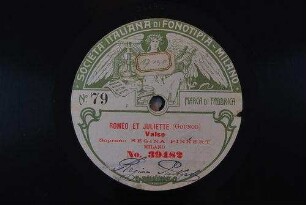 SOCIETÀ ITALIANA DI FONOTIPIA - MILANO
No 79
MARCA DI FABBRICA
ROMÉO ET JULIETTE (Gounod)
Valse
Soprano REGINA PINKERT
MILANO
No. 39182